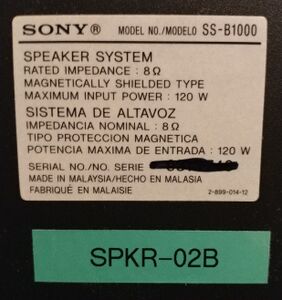 SONY® MODEL NO./MODELO SS-B1000
SPEAKER SYSTEM
RATED IMPEDANCE : 8Ω
MAGNETICALLY SHIELDED TYPE
MAXIMUM INPUT POWER : 120 W
SISTEMA DE ALTAVOZ
IMPEDANCIA NOMINAL : 8Ω
TIPO PROTECCION MAGNETICA
POTENCIA MAXIMA DE ENTRADA : 120 W
SERIAL NO./NO. SERIE
MADE IN MALAYSIA/HECHO EN MALASIA
FABRIQUÉ EN MALAISIE 2-899-014-12
SPKR-02B